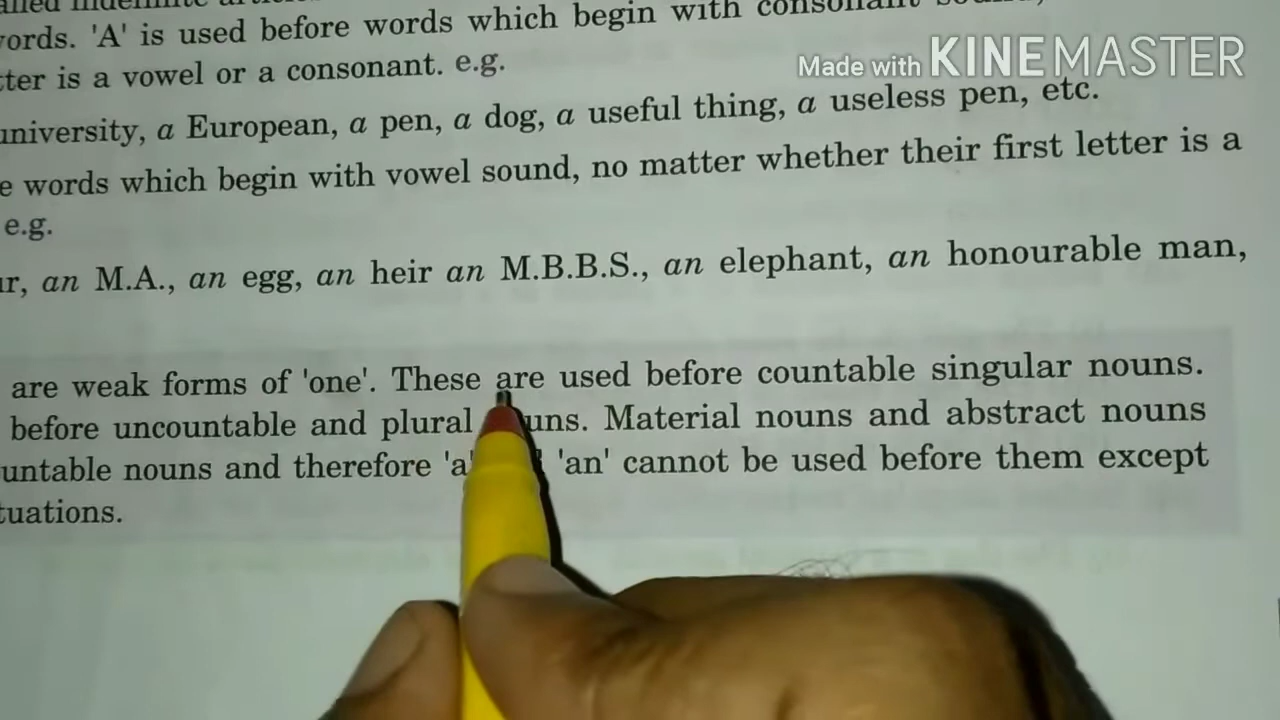 words. 'A' is used before words which begin with consonant sound,
is a vowel or a consonant. e.g.
Made with KINEMASTER
university, a European, a pen, a dog, a useful thing, a useless pen, etc.
words which begin with vowel sound, no matter whether their first letter is a
e.g.
an M.A., an egg, an heir an M.B.B.S., an elephant, an honourable man,
are weak forms of 'one'. These are used before countable singular nouns.
before uncountable and plural Material nouns and abstract nouns
nouns and therefore 'a' 'an' cannot be used before them except